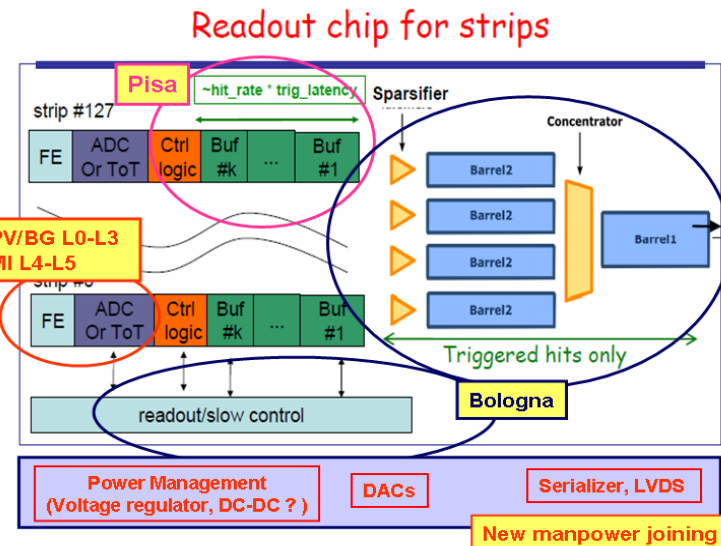 Readout chip for strips
Pisa
~hit_rate * trig_latency
Sparsifier
strip #127
Concentrator
FE
ADC
Or ToT
Ctrl
logic
Buf
#k
...
Buf
#1
Barrel2
Barrel2
Barrel2
Barrel2
Barrel1
PV/BG L0-L3
MI L4-L5
FE
ADC
Or ToT
Ctrl
logic
Buf
#k
...
Buf
#1
Triggered hits only
Bologna
readout/slow control
Power Management
(Voltage regulator, DC-DC ? )
DACs
Serializer, LVDS
New manpower joining